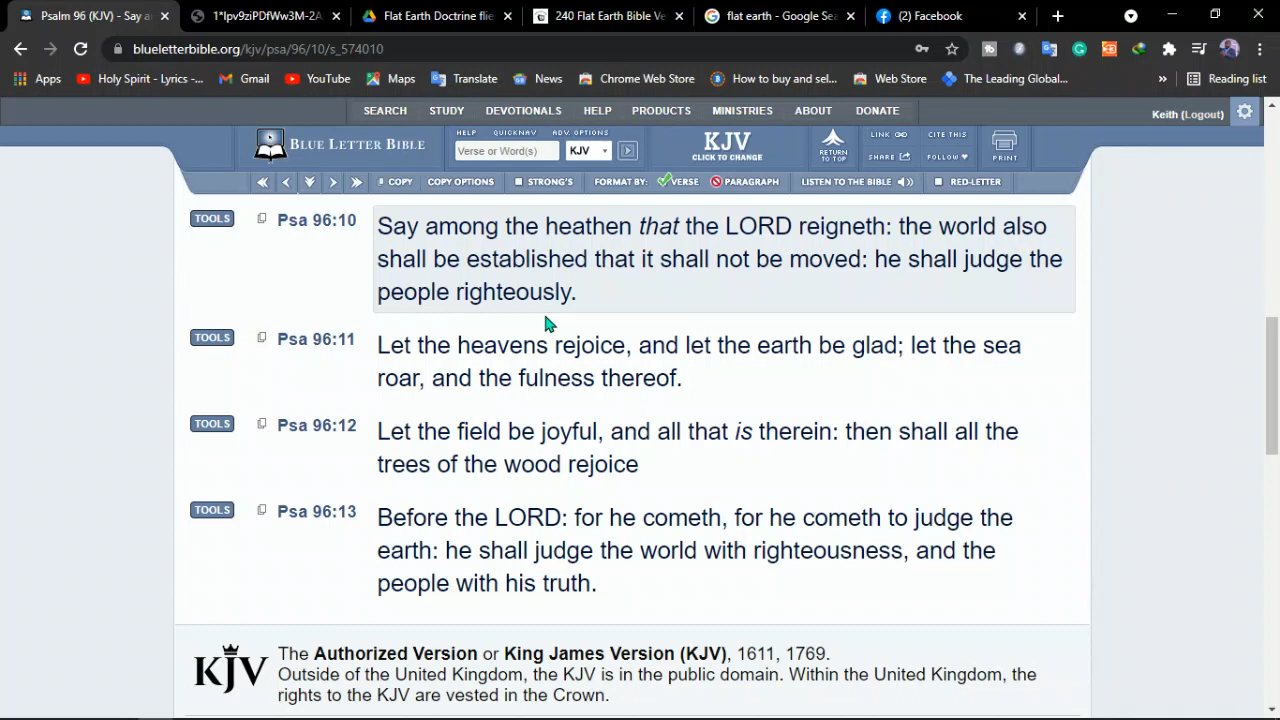 Psalm 96 (KJV) - Say a
1*Ipv9ziPDfWw3M-2A
Flat Earth Doctrine flie
240 Flat Earth Bible Ve
flat earth - Google Sea
(2) Facebook
blueletterbible.org/kjv/psa/96/10/s_574010
Apps
Holy Spirit - Lyrics -...
Gmail
YouTube
Maps
Translate
News
Chrome Web Store
How to buy and sel...
Web Store
The Leading Global...
»
Reading list
SEARCH STUDY DEVOTIONALS HELP PRODUCTS MINISTRIES ABOUT DONATE
Keith (Logout)
BLUE LETTER BIBLE
HELP QUICKNAV ADV. OPTIONS
Verse or Word(s)
KJV
KJV
CLICK TO CHANGE
RETURN
TO TOP
LINK
CITE THIS
SHARE
FOLLOW
PRINT
COPY COPY OPTIONS STRONG'S FORMAT BY: VERSE PARAGRAPH LISTEN TO THE BIBLE RED-LETTER
TOOLS
Psa 96:10
Say among the heathen that the LORD reigneth: the world also
shall be established that it shall not be moved: he shall judge the
people righteously.
TOOLS
Psa 96:11
Let the heavens rejoice, and let the earth be glad; let the sea
roar, and the fulness thereof.
TOOLS
Psa 96:12
Let the field be joyful, and all that is therein: then shall all the
trees of the wood rejoice
TOOLS
Psa 96:13
Before the LORD: for he cometh, for he cometh to judge the
earth: he shall judge the world with righteousness, and the
people with his truth.
KJV
The Authorized Version or King James Version (KJV), 1611, 1769.
Outside of the United Kingdom, the KJV is in the public domain. Within the United Kingdom, the
rights to the KJV are vested in the Crown.